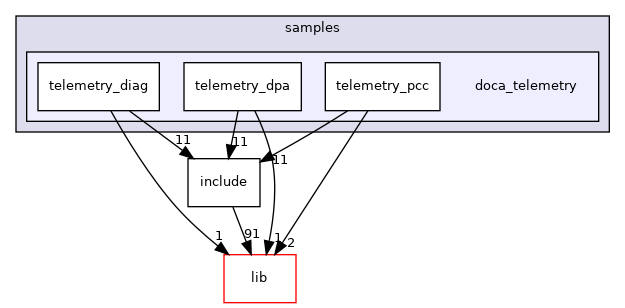 samples
telemetry_diag
telemetry_dpa
telemetry_pcc
doca_telemetry
11
11
11
include
91
1
1
2
lib